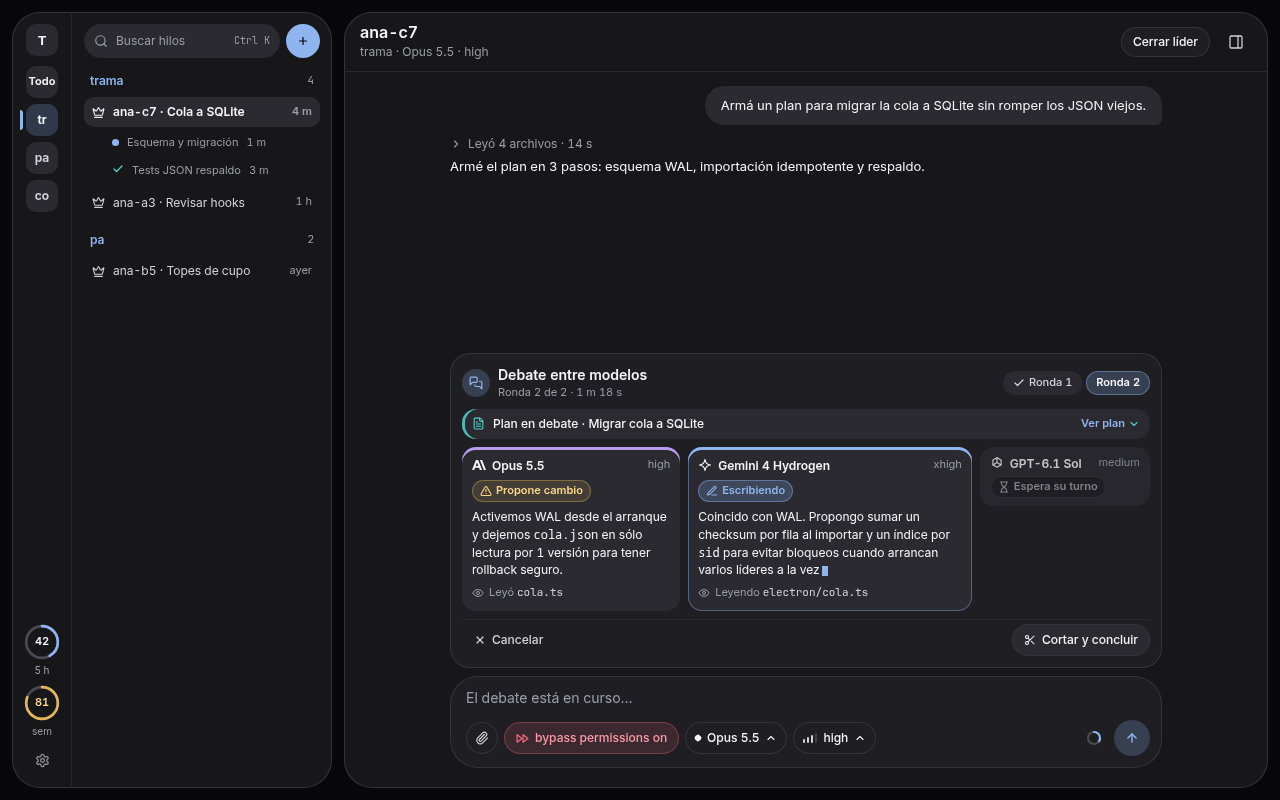 T
Todo
tr
pa
co
42
5 h
81
sem
Buscar hilos Ctrl K
+
trama 4
ana-c7 · Cola a SQLite 4 m
Esquema y migración 1 m
Tests JSON respaldo 3 m
ana-a3 · Revisar hooks 1 h
pa 2
ana-b5 · Topes de cupo ayer
ana-c7
trama · Opus 5.5 · high
Cerrar líder
Armá un plan para migrar la cola a SQLite sin romper los JSON viejos.
Leyó 4 archivos · 14 s
Armé el plan en 3 pasos: esquema WAL, importación idempotente y respaldo.
Debate entre modelos
Ronda 2 de 2 · 1 m 18 s
Ronda 1
Ronda 2
Plan en debate · Migrar cola a SQLite
Ver plan
Opus 5.5 high
Propone cambio
Activemos WAL desde el arranque
y dejemos cola.json en sólo
lectura por 1 versión para tener
rollback seguro.
Leyó cola.ts
Gemini 4 Hydrogen xhigh
Escribiendo
Coincido con WAL. Propongo sumar un
checksum por fila al importar y un índice por
sid para evitar bloqueos cuando arrancan
varios líderes a la vez
Leyendo electron/cola.ts
GPT-6.1 Sol medium
Espera su turno
Cancelar
Cortar y concluir
El debate está en curso...
bypass permissions on
Opus 5.5
high